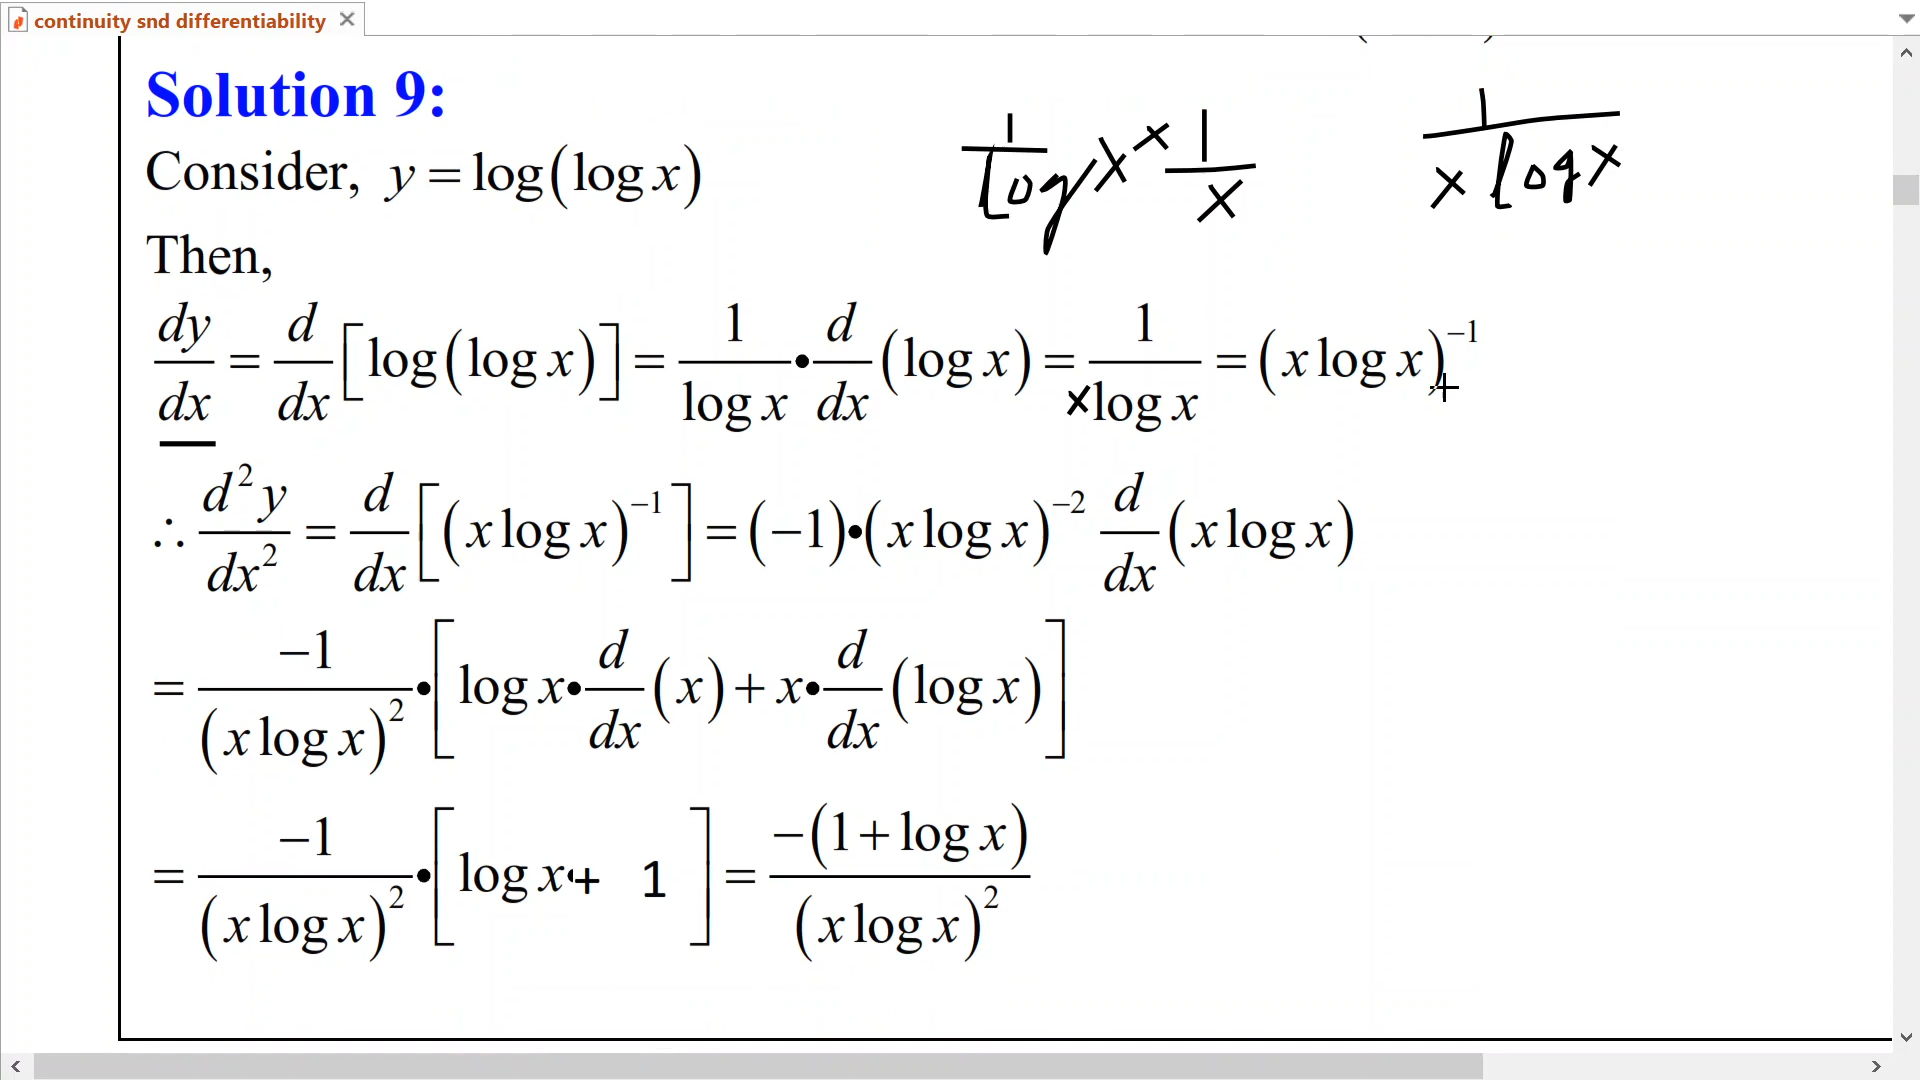 continuity snd differentiability
Solution 9:
Consider, y = log(log x)
1/log x × 1/x
1/x log x
Then,
dy/dx = d/dx [log(log x)] = 1/log x • d/dx (log x) = 1/x log x = (x log x)⁻¹
∴ d²y/dx² = d/dx [(x log x)⁻¹] = (−1)•(x log x)⁻² d/dx (x log x)
= −1/(x log x)² • [log x • d/dx (x) + x • d/dx (log x)]
= −1/(x log x)² • [log x •+ 1] = −(1 + log x)/(x log x)²